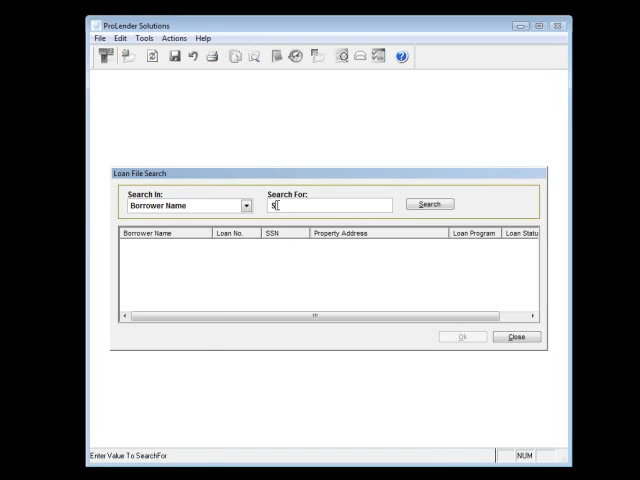 ProLender Solutions
File Edit Tools Actions Help
Loan File Search
Search In:
Search For:
Borrower Name
S
Search
Borrower Name Loan No. SSN Property Address Loan Program Loan Statu
Ok
Close
Enter Value To SearchFor
NUM